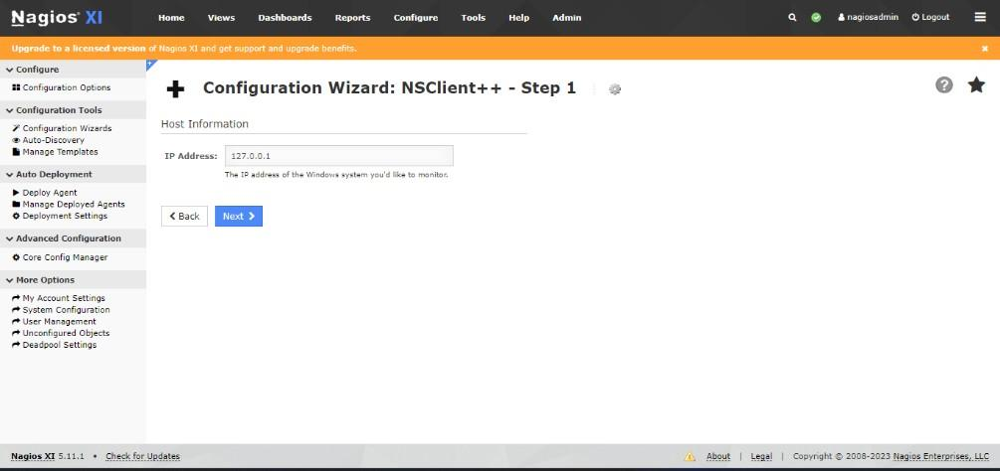 Nagios® XI Home Views Dashboards Reports Configure Tools Help Admin nagiosadmin Logout
Upgrade to a licensed version of Nagios XI and get support and upgrade benefits.
Configure
Configuration Options
Configuration Tools
Configuration Wizards
Auto-Discovery
Manage Templates
Auto Deployment
Deploy Agent
Manage Deployed Agents
Deployment Settings
Advanced Configuration
Core Config Manager
More Options
My Account Settings
System Configuration
User Management
Unconfigured Objects
Deadpool Settings
Configuration Wizard: NSClient++ - Step 1
Host Information
IP Address: 127.0.0.1
The IP address of the Windows system you'd like to monitor.
Back Next
Nagios XI 5.11.1 • Check for Updates About | Legal | Copyright © 2008-2023 Nagios Enterprises, LLC